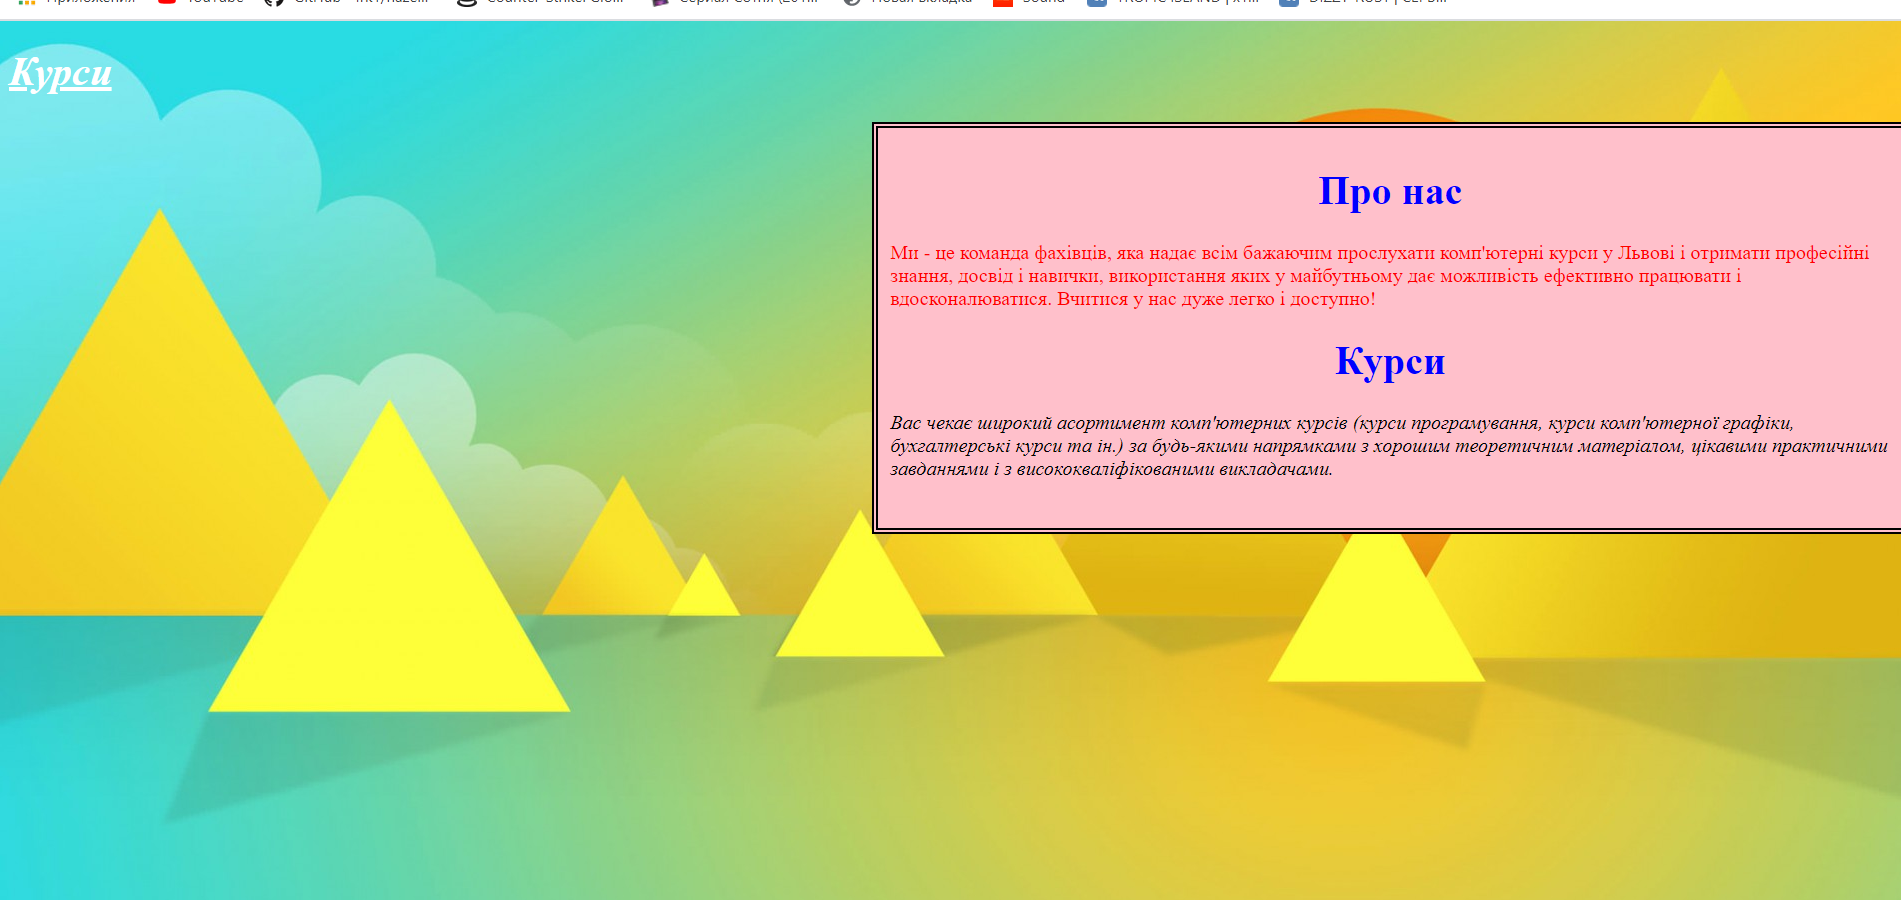 YouTube
Курси
Про нас
Ми - це команда фахівців, яка надає всім бажаючим прослухати комп'ютерні курси у Львові і отримати професійні
знання, досвід і навички, використання яких у майбутньому дає можливість ефективно працювати і
вдосконалюватися. Вчитися у нас дуже легко і доступно!
Курси
Вас чекає широкий асортимент комп'ютерних курсів (курси програмування, курси комп'ютерної графіки,
бухгалтерські курси та ін.) за будь-якими напрямками з хорошим теоретичним матеріалом, цікавими практичними
завданнями і з висококваліфікованими викладачами.